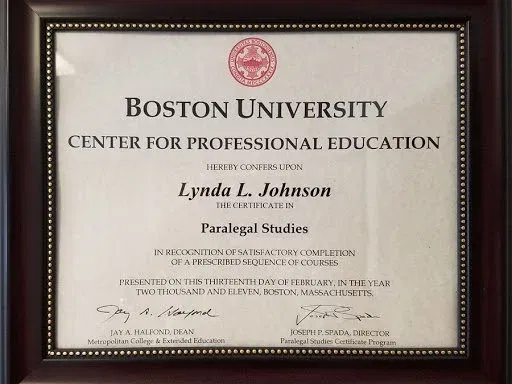 BOSTON UNIVERSITY
CENTER FOR PROFESSIONAL EDUCATION
HEREBY CONFERS UPON
Lynda L. Johnson
THE CERTIFICATE IN
Paralegal Studies
IN RECOGNITION OF SATISFACTORY COMPLETION
OF A PRESCRIBED SEQUENCE OF COURSES
PRESENTED ON THIS THIRTEENTH DAY OF FEBRUARY, IN THE YEAR
TWO THOUSAND AND ELEVEN, BOSTON, MASSACHUSETTS.
Jay A. Halford
JAY A. HALFOND, DEAN
Metropolitan College & Extended Education
JOSEPH P. SPADA, DIRECTOR
Paralegal Studies Certificate Program